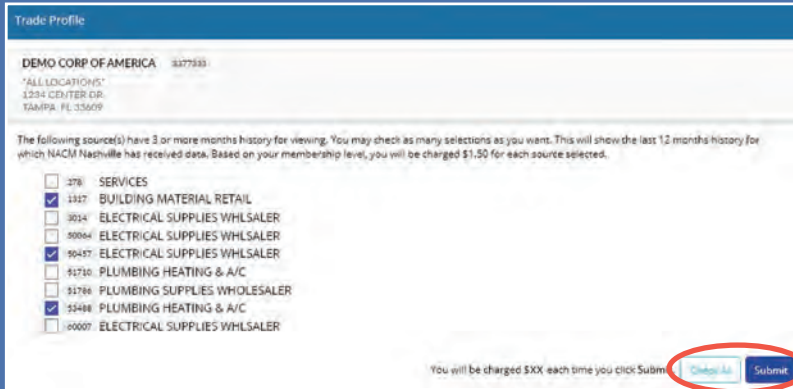 Trade Profile
DEMO CORP OF AMERICA 3377333
*ALL LOCATIONS*
1234 CENTER DR
TAMPA FL 33609
The following source(s) have 3 or more months history for viewing. You may check as many selections as you want. This will show the last 12 months history for
which NACM Nashville has received data. Based on your membership level, you will be charged $1.50 for each source selected.
278 SERVICES
1317 BUILDING MATERIAL RETAIL
3014 ELECTRICAL SUPPLIES WHLSALER
50064 ELECTRICAL SUPPLIES WHLSALER
50457 ELECTRICAL SUPPLIES WHLSALER
51710 PLUMBING HEATING & A/C
51786 PLUMBING SUPPLIES WHOLESALER
53488 PLUMBING HEATING & A/C
60007 ELECTRICAL SUPPLIES WHLSALER
You will be charged $XX each time you click Submi Check All Submit